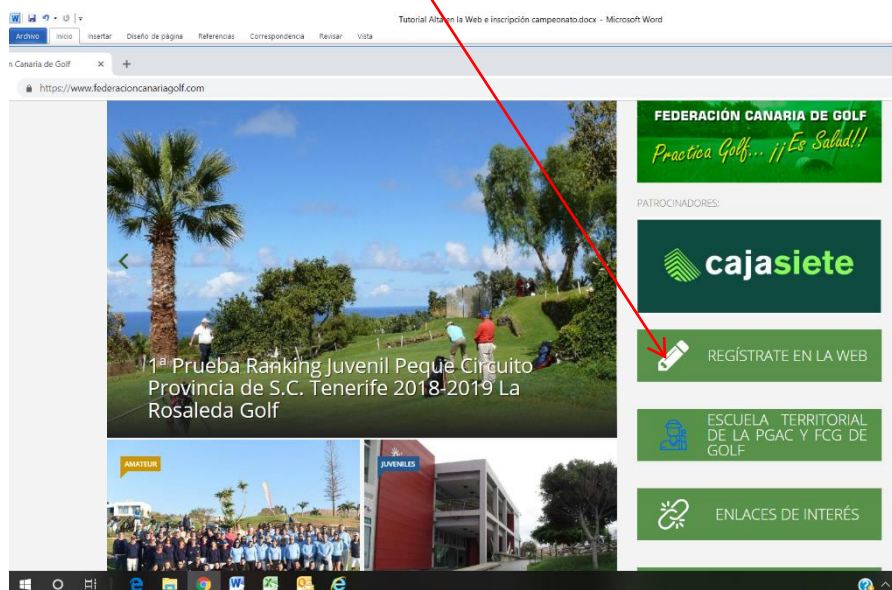 Tutorial Alta en la Web e inscripción campeonato.docx - Microsoft Word
Archivo Inicio Insertar Diseño de página Referencias Correspondencia Revisar Vista
n Canaria de Golf
https://www.federacioncanariagolf.com
FEDERACIÓN CANARIA DE GOLF
Practica Golf... ¡¡Es Salud!!
PATROCINADORES:
cajasiete
1ª Prueba Ranking Juvenil Peque Circuito
Provincia de S.C. Tenerife 2018-2019 La
Rosaleda Golf
REGÍSTRATE EN LA WEB
ESCUELA TERRITORIAL
DE LA PGAC Y FCG DE
GOLF
AMATEUR
JUVENILES
ENLACES DE INTERÉS